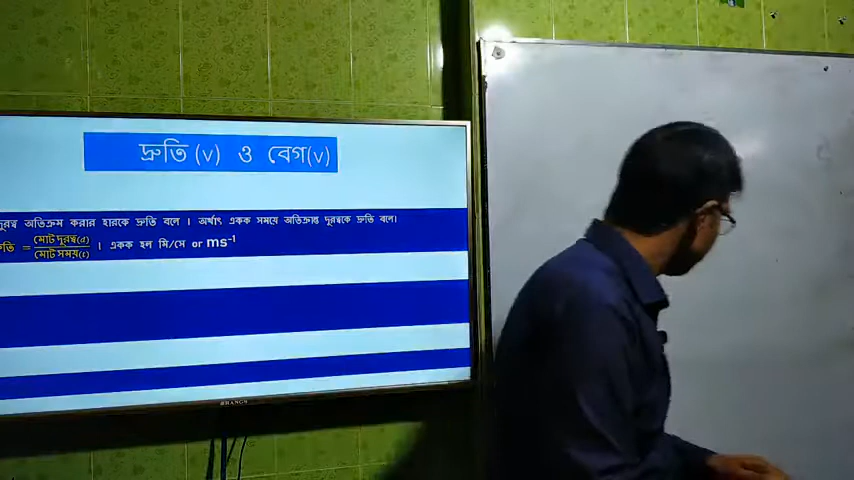 দ্রুতি (v) ও বেগ(v)
দূরত্ব অতিক্রম করার হারকে দ্রুতি বলে । অর্থাৎ একক সময়ে অতিক্রান্ত দূরত্বকে দ্রুতি বলে।
= মোট দূরত্ব(d)
মোট সময়(t) । একক হল মি/সে or ms⁻¹